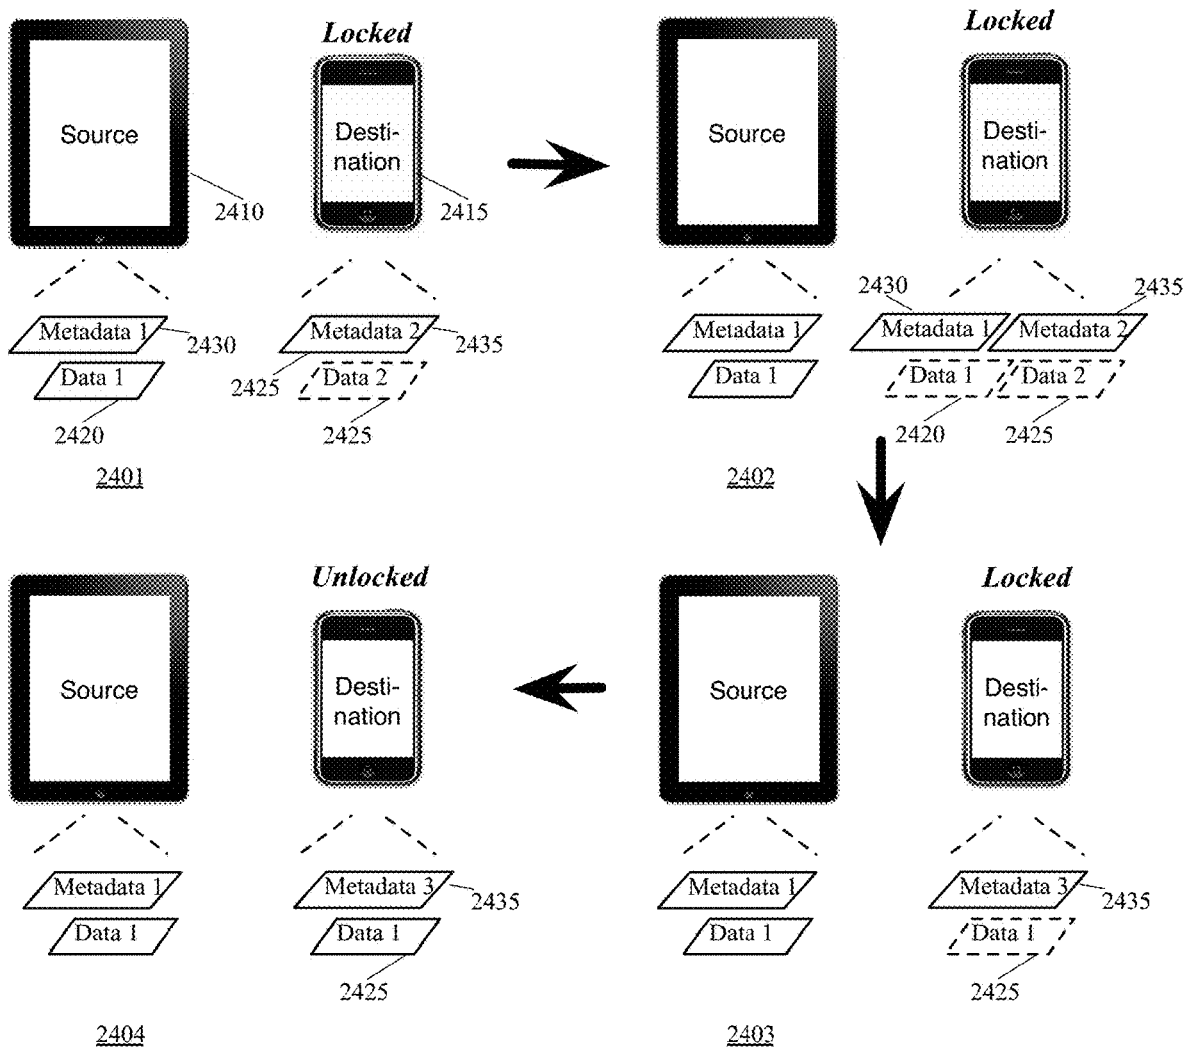 Locked
Source
Desti-
nation
2410
2415
Metadata 1
2430
Data 1
2420
Metadata 2
2435
2425
Data 2
2425
2401
Locked
Source
Desti-
nation
Metadata 1
Data 1
2430
2435
Metadata 1
Metadata 2
Data 1
Data 2
2420
2425
2402
Unlocked
Source
Desti-
nation
Metadata 1
Data 1
Metadata 3
2435
Data 1
2425
2404
Locked
Source
Desti-
nation
Metadata 1
Data 1
Metadata 3
2435
Data 1
2425
2403